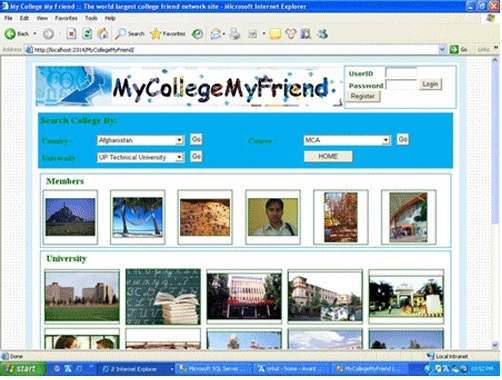 My College My Friend :: The world largest college friend network site - Microsoft Internet Explorer
File Edit View Favorites Tools Help
Back Search Favorites
Address http://localhost:2314/MyCollegeMyFriend/ Go Links
MyCollegeMyFriend
UserID
Password Login
Register
Search College By:
Country : Afghanistan Go Course : MCA Go
University : UP Technical University Go HOME
Members
University
Done Local intranet
start 2 Internet Explorer Microsoft SQL Server ... orkut - Some - Avant ... MyCollegeMyFriend (... 10:52 PM